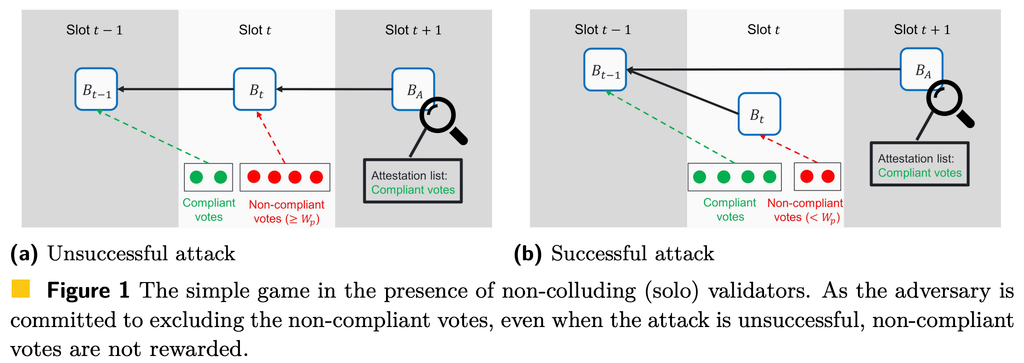 Slot t − 1
Slot t
Slot t + 1
B_{t−1}
B_t
B_A
Attestation list:
Compliant votes
Compliant
votes
Non-compliant
votes (≥ W_p)
(a) Unsuccessful attack
Slot t − 1
Slot t
Slot t + 1
B_{t−1}
B_A
B_t
Attestation list:
Compliant votes
Compliant
votes
Non-compliant
votes (< W_p)
(b) Successful attack
Figure 1 The simple game in the presence of non-colluding (solo) validators. As the adversary is
committed to excluding the non-compliant votes, even when the attack is unsuccessful, non-compliant
votes are not rewarded.